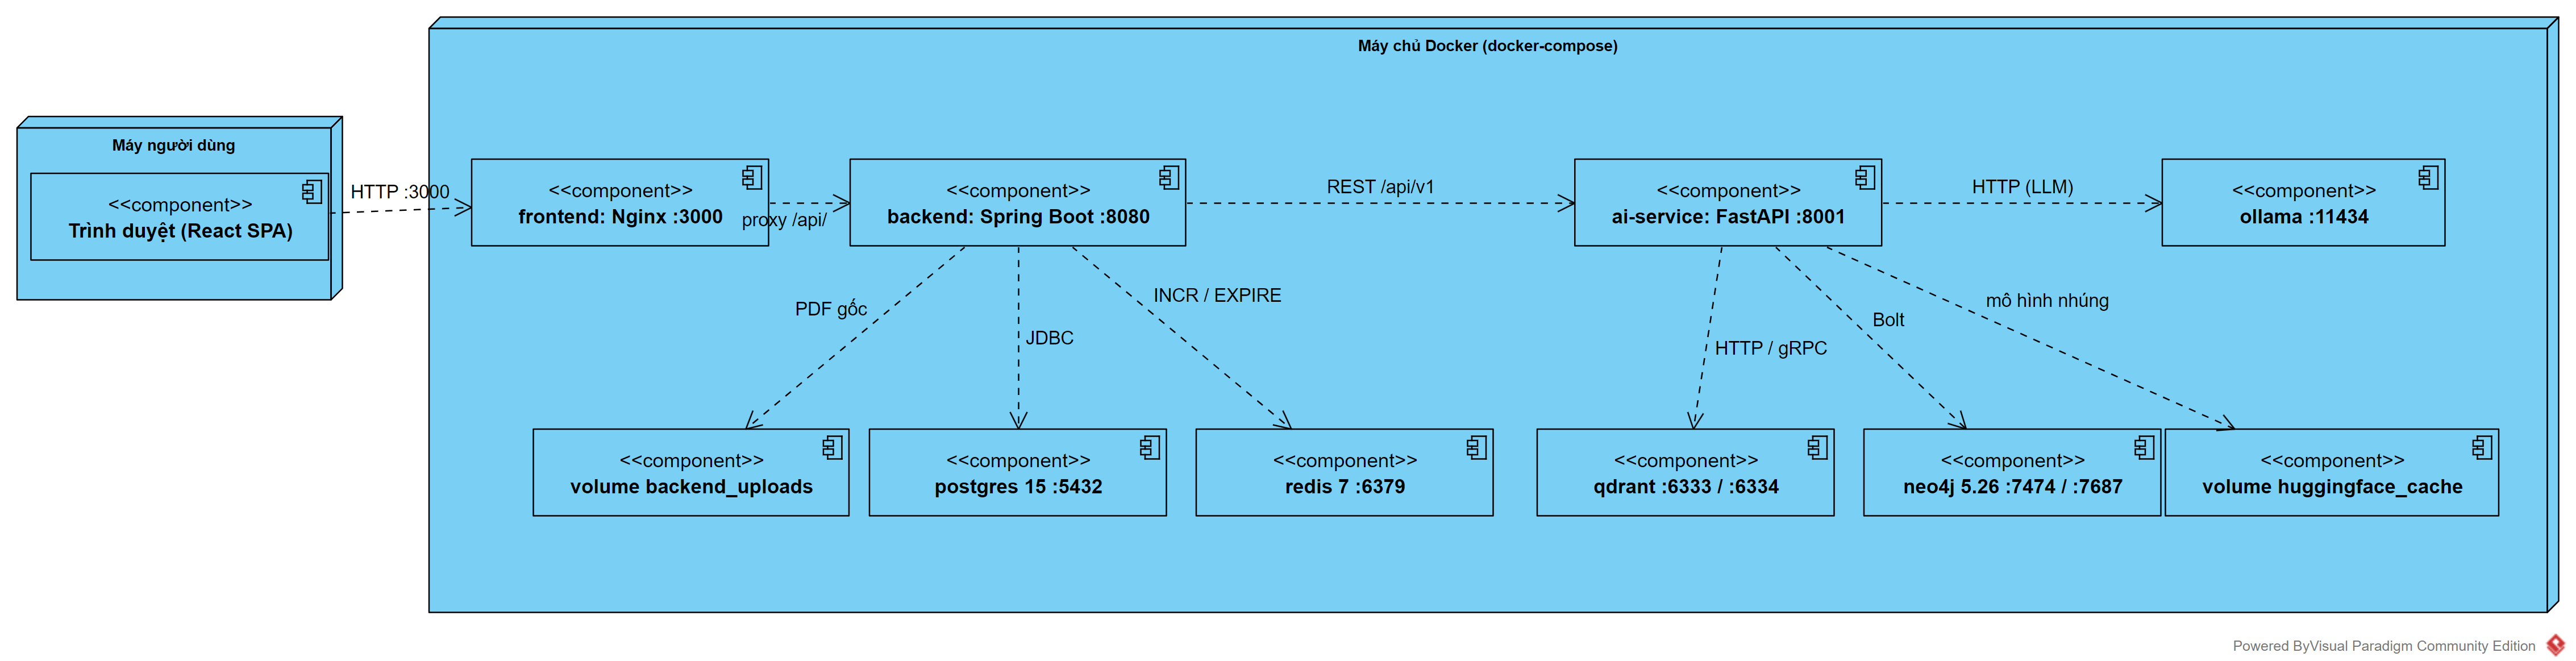 Máy chủ Docker (docker-compose)
Máy người dùng
<<component>>
Trình duyệt (React SPA)
HTTP :3000
<<component>>
frontend: Nginx :3000
proxy /api/
<<component>>
backend: Spring Boot :8080
REST /api/v1
<<component>>
ai-service: FastAPI :8001
HTTP (LLM)
<<component>>
ollama :11434
PDF gốc
JDBC
INCR / EXPIRE
HTTP / gRPC
Bolt
mô hình nhúng
<<component>>
volume backend_uploads
<<component>>
postgres 15 :5432
<<component>>
redis 7 :6379
<<component>>
qdrant :6333 / :6334
<<component>>
neo4j 5.26 :7474 / :7687
<<component>>
volume huggingface_cache
Powered ByVisual Paradigm Community Edition